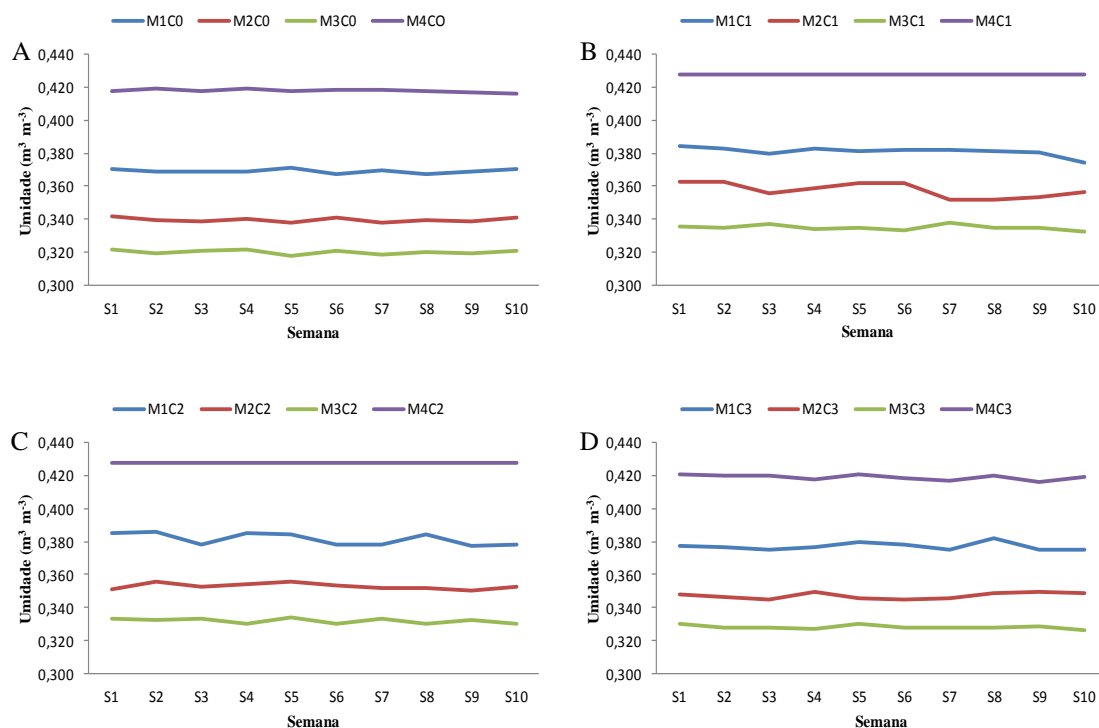 M1C0 M2C0 M3C0 M4CO
A
Umidade (m³ m⁻³)
0,440
0,420
0,400
0,380
0,360
0,340
0,320
0,300
S1 S2 S3 S4 S5 S6 S7 S8 S9 S10
Semana
M1C1 M2C1 M3C1 M4C1
B
Umidade (m³ m⁻³)
0,440
0,420
0,400
0,380
0,360
0,340
0,320
0,300
S1 S2 S3 S4 S5 S6 S7 S8 S9 S10
Semana
M1C2 M2C2 M3C2 M4C2
C
Umidade (m³ m⁻³)
0,440
0,420
0,400
0,380
0,360
0,340
0,320
0,300
S1 S2 S3 S4 S5 S6 S7 S8 S9 S10
Semana
M1C3 M2C3 M3C3 M4C3
D
Umidade (m³ m⁻³)
0,440
0,420
0,400
0,380
0,360
0,340
0,320
0,300
S1 S2 S3 S4 S5 S6 S7 S8 S9 S10
Semana